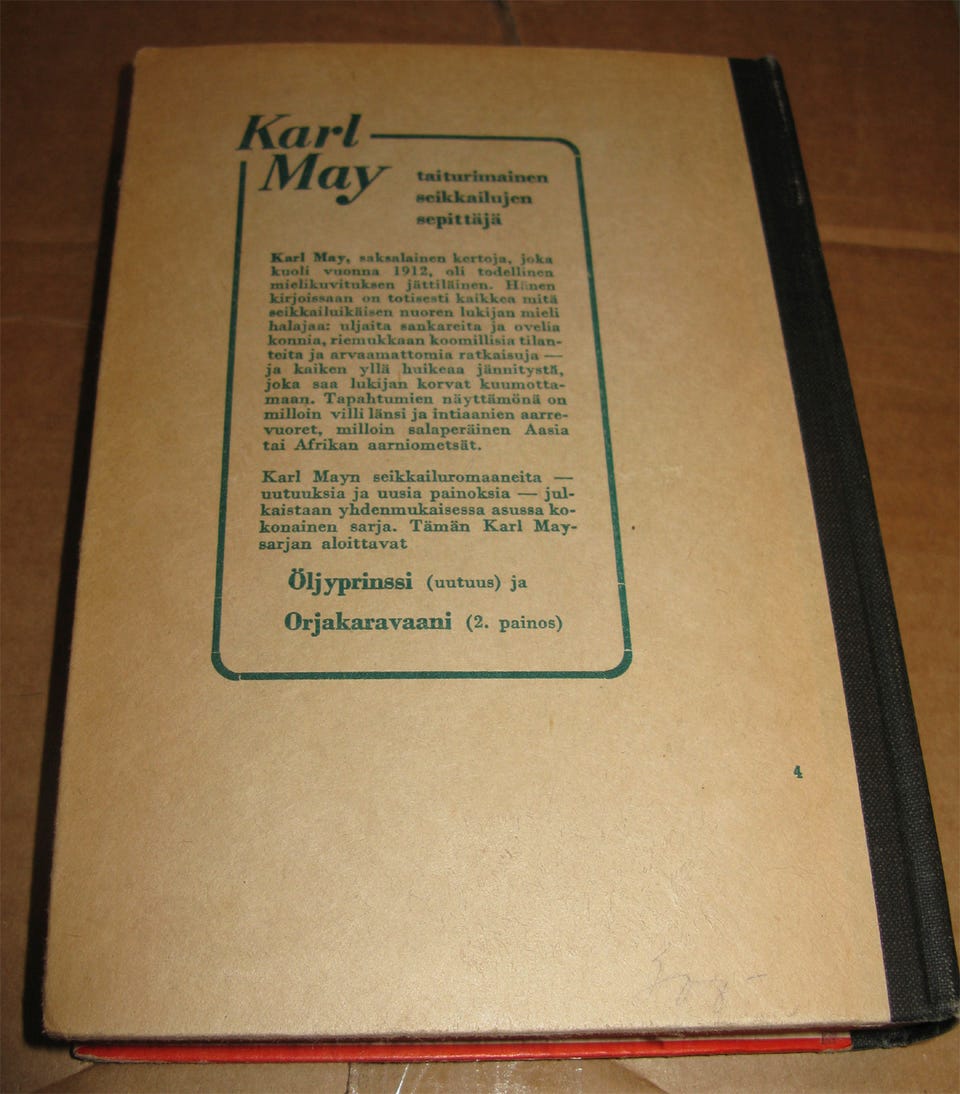 Karl
May
taiturimainen
seikkailujen
sepittäjä
Karl May, saksalainen kertoja, joka
kuoli vuonna 1912, oli todellinen
mielikuvituksen jättiläinen. Hänen
kirjoissaan on totisesti kaikkea mitä
seikkailuikäisen nuoren lukijan mieli
halajaa: uljaita sankareita ja ovelia
konnia, riemukkaan koomillisia tilan-
teita ja arvaamattomia ratkaisuja —
ja kaiken yllä huikeaa jännitystä,
joka saa lukijan korvat kuumotta-
maan. Tapahtumien näyttämönä on
milloin villi länsi ja intiaanien aarre-
vuoret, milloin salaperäinen Aasia
tai Afrikan aarniometsät.
Karl Mayn seikkailuromaaneita —
uutuuksia ja uusia painoksia — jul-
kaistaan yhdenmukaisessa asussa ko-
konainen sarja. Tämän Karl May-
sarjan aloittavat
Öljyprinssi (uutuus) ja
Orjakaravaani (2. painos)
4